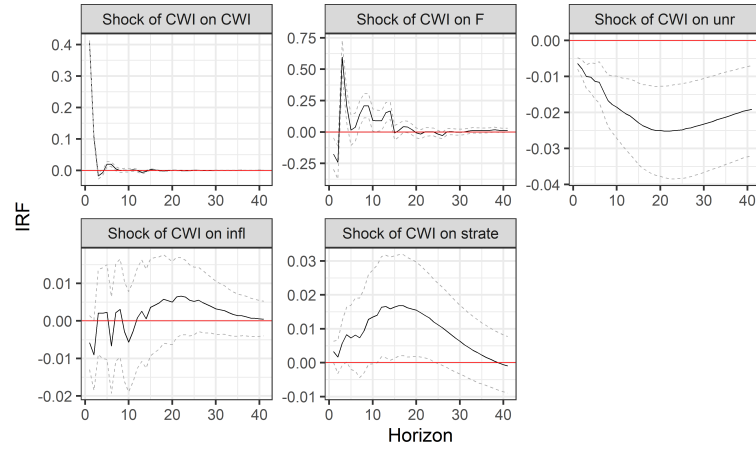 Shock of CWI on CWI
0.4
0.3
0.2
0.1
0.0
0 10 20 30 40
Shock of CWI on F
0.75
0.50
0.25
0.00
-0.25
0 10 20 30 40
Shock of CWI on unr
0.00
-0.01
-0.02
-0.03
-0.04
0 10 20 30 40
IRF
Shock of CWI on infl
0.01
0.00
-0.01
-0.02
0 10 20 30 40
Shock of CWI on strate
0.03
0.02
0.01
0.00
-0.01
0 10 20 30 40
Horizon